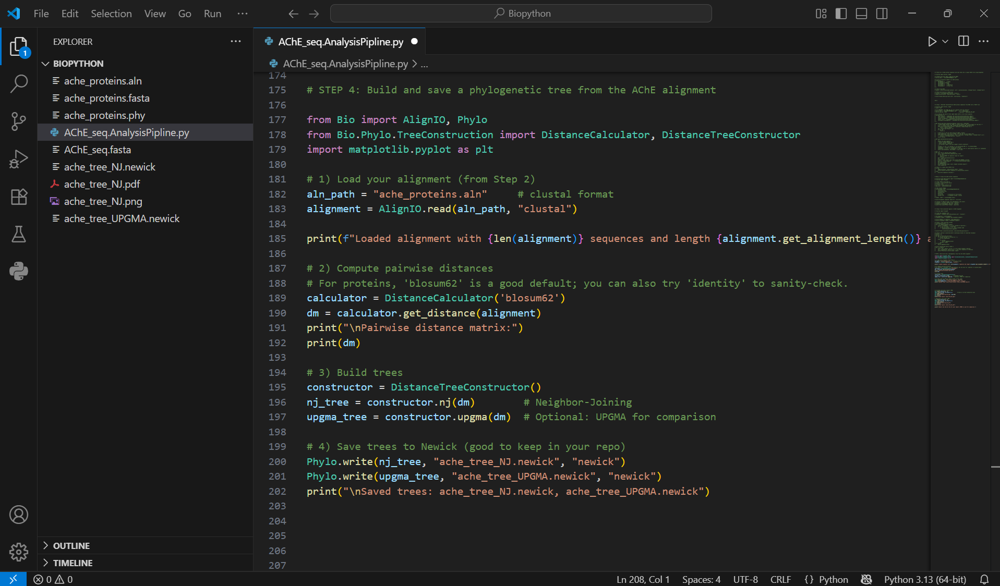 File Edit Selection View Go Run ···
Biopython
EXPLORER ···
1
BIOPYTHON
ache_proteins.aln
ache_proteins.fasta
ache_proteins.phy
AChE_seq.AnalysisPipline.py
AChE_seq.fasta
ache_tree_NJ.newick
ache_tree_NJ.pdf
ache_tree_NJ.png
ache_tree_UPGMA.newick
OUTLINE
TIMELINE
AChE_seq.AnalysisPipline.py
AChE_seq.AnalysisPipline.py > ...
174
175 # STEP 4: Build and save a phylogenetic tree from the AChE alignment
176
177 from Bio import AlignIO, Phylo
178 from Bio.Phylo.TreeConstruction import DistanceCalculator, DistanceTreeConstructor
179 import matplotlib.pyplot as plt
180
181 # 1) Load your alignment (from Step 2)
182 aln_path = "ache_proteins.aln"     # clustal format
183 alignment = AlignIO.read(aln_path, "clustal")
184
185 print(f"Loaded alignment with {len(alignment)} sequences and length {alignment.get_alignment_length()}
186
187 # 2) Compute pairwise distances
188 # For proteins, 'blosum62' is a good default; you can also try 'identity' to sanity-check.
189 calculator = DistanceCalculator('blosum62')
190 dm = calculator.get_distance(alignment)
191 print("\nPairwise distance matrix:")
192 print(dm)
193
194 # 3) Build trees
195 constructor = DistanceTreeConstructor()
196 nj_tree = constructor.nj(dm)        # Neighbor-Joining
197 upgma_tree = constructor.upgma(dm)  # Optional: UPGMA for comparison
198
199 # 4) Save trees to Newick (good to keep in your repo)
200 Phylo.write(nj_tree, "ache_tree_NJ.newick", "newick")
201 Phylo.write(upgma_tree, "ache_tree_UPGMA.newick", "newick")
202 print("\nSaved trees: ache_tree_NJ.newick, ache_tree_UPGMA.newick")
203
204
205
206
207
0 0
Ln 208, Col 1 Spaces: 4 UTF-8 CRLF {} Python Python 3.13 (64-bit)